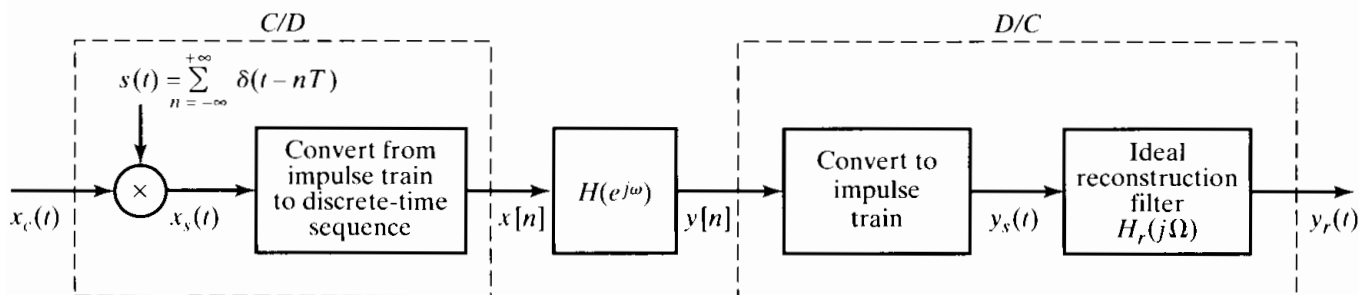 C/D
D/C
s(t) = ∑ δ(t – nT)
+∞
n = –∞
×
Convert from
impulse train
to discrete-time
sequence
H(e^{jω})
Convert to
impulse
train
Ideal
reconstruction
filter
H_r(jΩ)
x_c(t)
x_s(t)
x[n]
y[n]
y_s(t)
y_r(t)